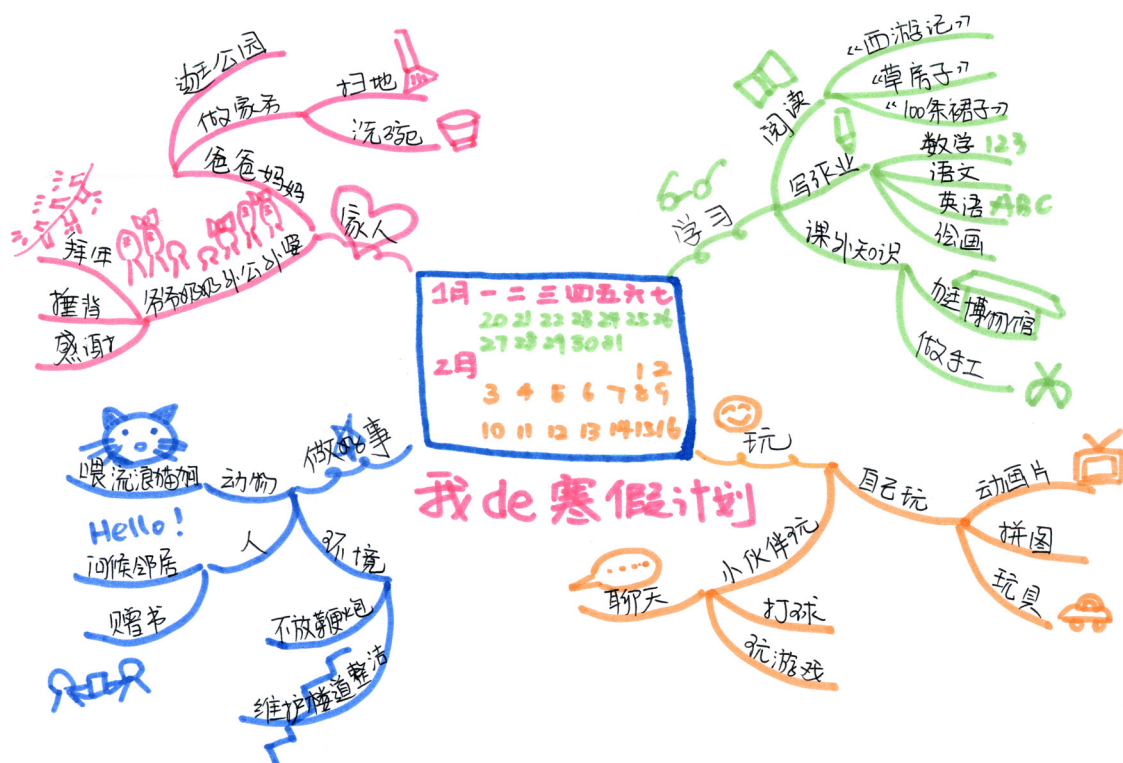 我de寒假计划
1月 一 二 三 四 五 六 七
20 21 22 23 24 25 26
27 28 29 30 31
2月
1 2
3 4 5 6 7 8 9
10 11 12 13 14 15 16
家人
爸爸妈妈
逛公园
做家务
扫地
洗碗
爷爷奶奶外公外婆
拜年
捶背
感谢
学习
阅读
《西游记》
《草房子》
《100条裙子》
写作业
数学 123
语文
英语 ABC
绘画
课外知识
逛博物馆
做手工
玩
自己玩
动画片
拼图
玩具
小伙伴玩
聊天
打球
玩游戏
做好事
动物
喂流浪猫狗
人
Hello!
问候邻居
赠书
环境
不放鞭炮
维护楼道整洁